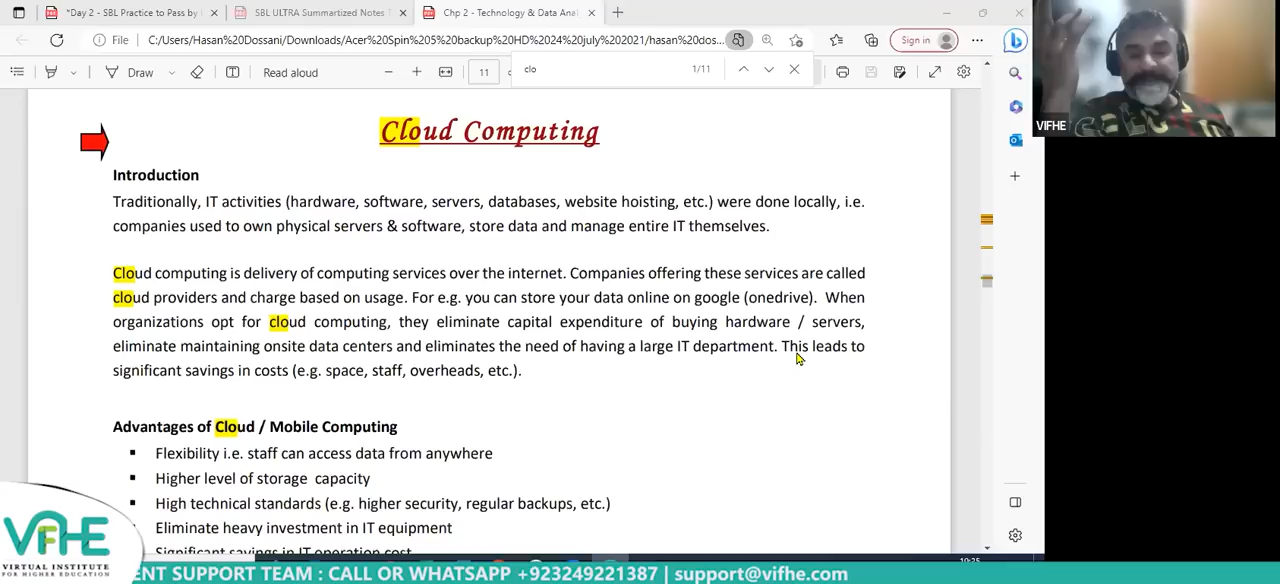 "Day 2 - SBL Practice to Pass by
SBL ULTRA Summartized Notes
Chp 2 - Technology & Data Anal
File
C:/Users/Hasan%20Dossani/Downloads/Acer%20Spin%205%20backup%20HD%2024%20july%202021/hasan%20dos...
Sign in
Draw
Read aloud
11
clo
1/11
VIFHE
Cloud Computing
Introduction
Traditionally, IT activities (hardware, software, servers, databases, website hoisting, etc.) were done locally, i.e.
companies used to own physical servers & software, store data and manage entire IT themselves.
Cloud computing is delivery of computing services over the internet. Companies offering these services are called
cloud providers and charge based on usage. For e.g. you can store your data online on google (onedrive). When
organizations opt for cloud computing, they eliminate capital expenditure of buying hardware / servers,
eliminate maintaining onsite data centers and eliminates the need of having a large IT department. This leads to
significant savings in costs (e.g. space, staff, overheads, etc.).
Advantages of Cloud / Mobile Computing
Flexibility i.e. staff can access data from anywhere
Higher level of storage capacity
High technical standards (e.g. higher security, regular backups, etc.)
Eliminate heavy investment in IT equipment
Significant savings in IT operation cost
VIFHE
VIRTUAL INSTITUTE
FOR HIGHER EDUCATION
ENT SUPPORT TEAM : CALL OR WHATSAPP +923249221387 | support@vifhe.com